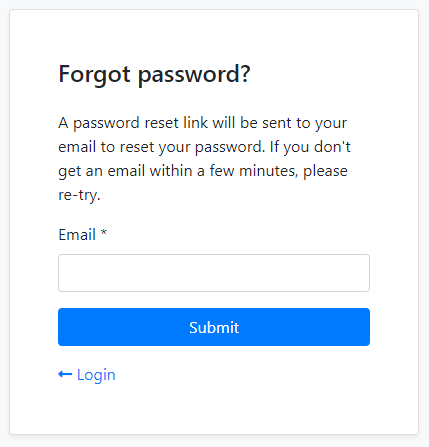 Forgot password?
A password reset link will be sent to your
email to reset your password. If you don't
get an email within a few minutes, please
re-try.
Email *
Submit
← Login